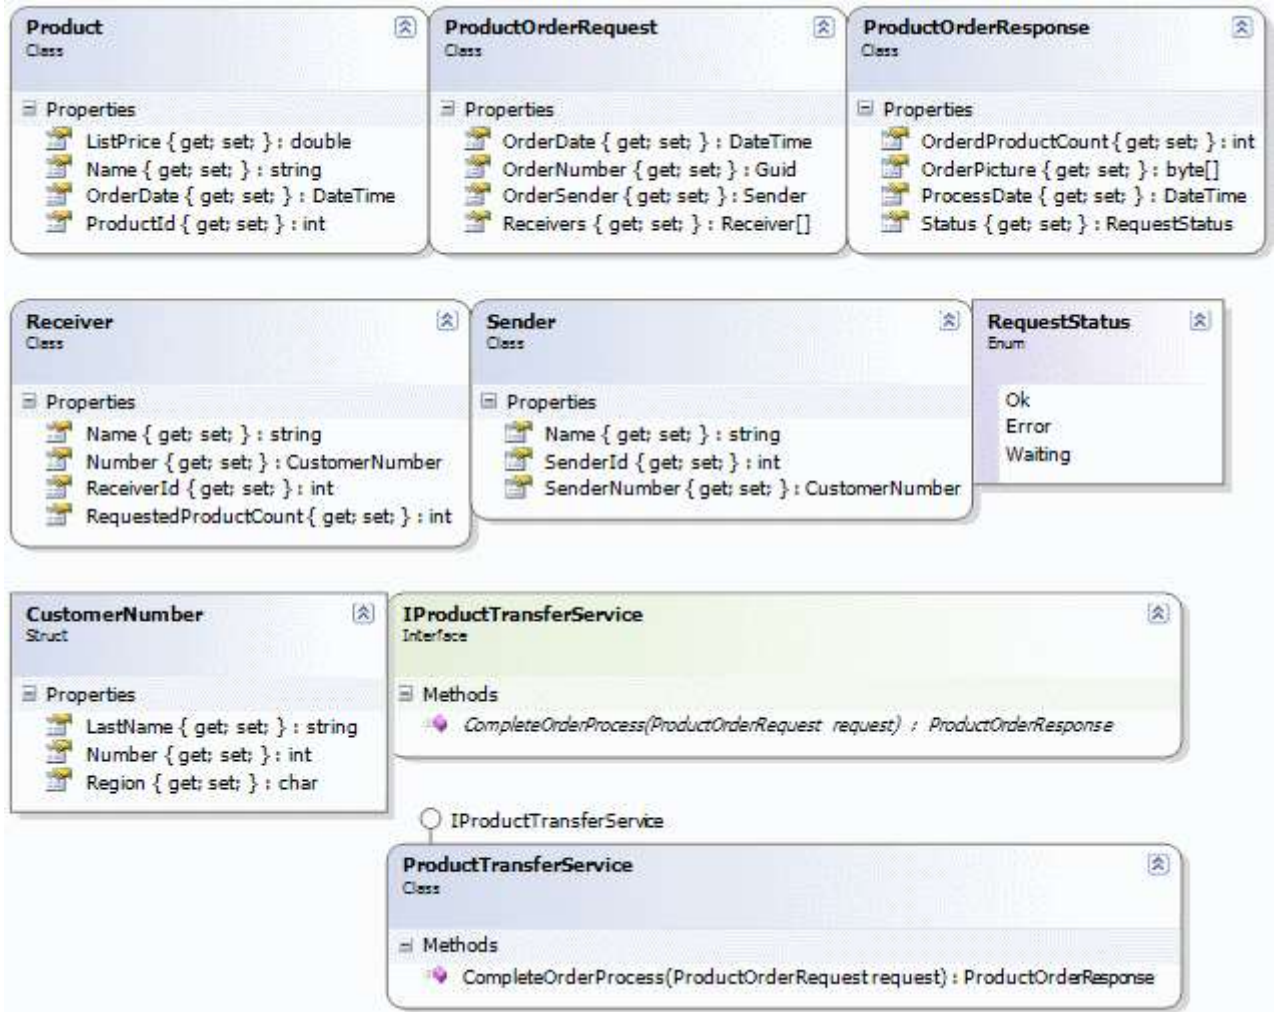 Product
Class
Properties
ListPrice { get; set; } : double
Name { get; set; } : string
OrderDate { get; set; } : DateTime
ProductId { get; set; } : int
ProductOrderRequest
Class
Properties
OrderDate { get; set; } : DateTime
OrderNumber { get; set; } : Guid
OrderSender { get; set; } : Sender
Receivers { get; set; } : Receiver[]
ProductOrderResponse
Class
Properties
OrderdProductCount { get; set; } : int
OrderPicture { get; set; } : byte[]
ProcessDate { get; set; } : DateTime
Status { get; set; } : RequestStatus
Receiver
Class
Properties
Name { get; set; } : string
Number { get; set; } : CustomerNumber
ReceiverId { get; set; } : int
RequestedProductCount { get; set; } : int
Sender
Class
Properties
Name { get; set; } : string
SenderId { get; set; } : int
SenderNumber { get; set; } : CustomerNumber
RequestStatus
Enum
Ok
Error
Waiting
CustomerNumber
Struct
Properties
LastName { get; set; } : string
Number { get; set; } : int
Region { get; set; } : char
IProductTransferService
Interface
Methods
CompleteOrderProcess(ProductOrderRequest request) : ProductOrderResponse
IProductTransferService
ProductTransferService
Class
Methods
CompleteOrderProcess(ProductOrderRequest request) : ProductOrderResponse